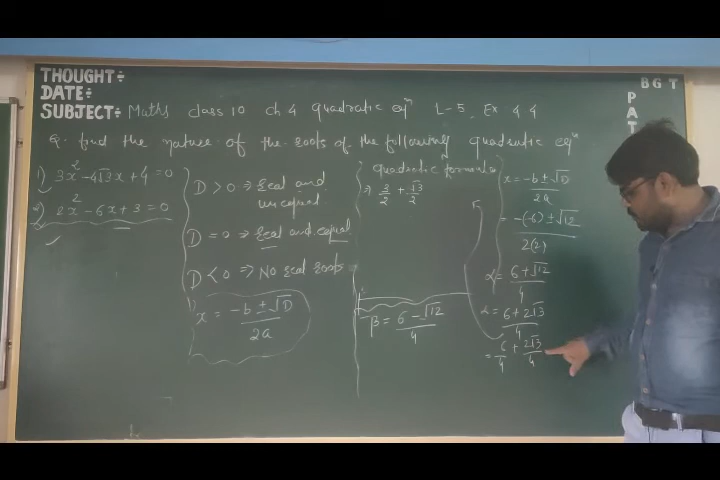 THOUGHT:-
DATE:-
SUBJECT:- Maths class 10 ch 4 quadratic eqn L-5, Ex 4.4
BGT
PAT
Q. find the nature of the roots of the following quadratic eqn
1) 3x² - 4√3x + 4 = 0
2) 2x² - 6x + 3 = 0
D > 0 ⇒ Real and unequal
D = 0 ⇒ Real and equal
D < 0 ⇒ No real roots
x = -b ± √D / 2a
quadratic formula
⇒ 3/2 + √3/2
β = 6 - √12 / 4
x = -b ± √D / 2a
= -(-6) ± √12 / 2(2)
α = 6 + √12 / 4
α = 6 + 2√3 / 4
= 6/4 + 2√3/4